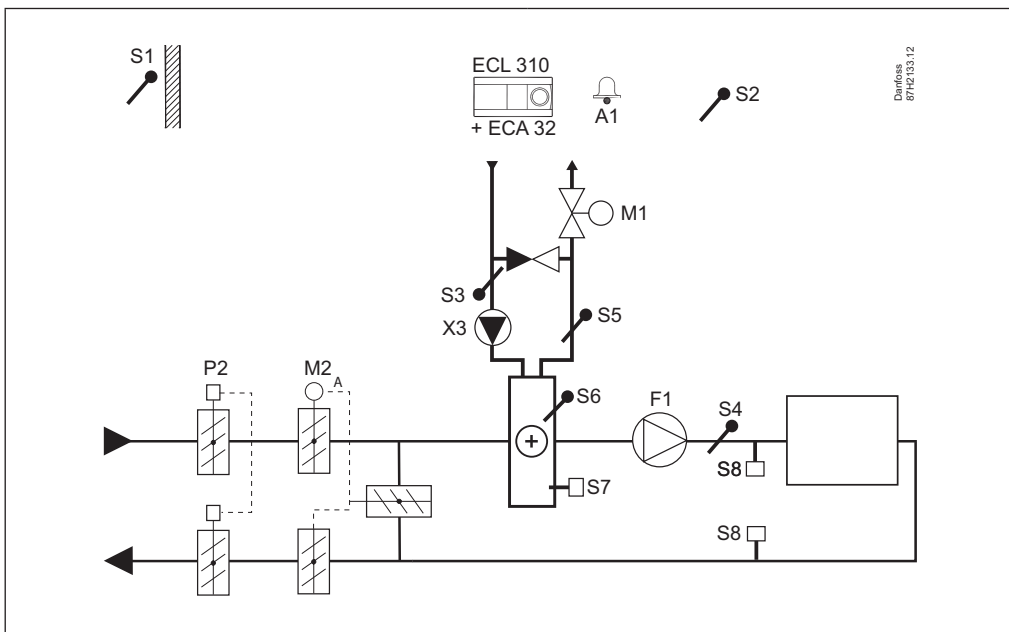 S1
ECL 310
+ ECA 32
A1
S2
Danfoss
87H2133.12
M1
S3
X3
S5
P2
M2
A
S6
F1
S4
S8
S7
S8